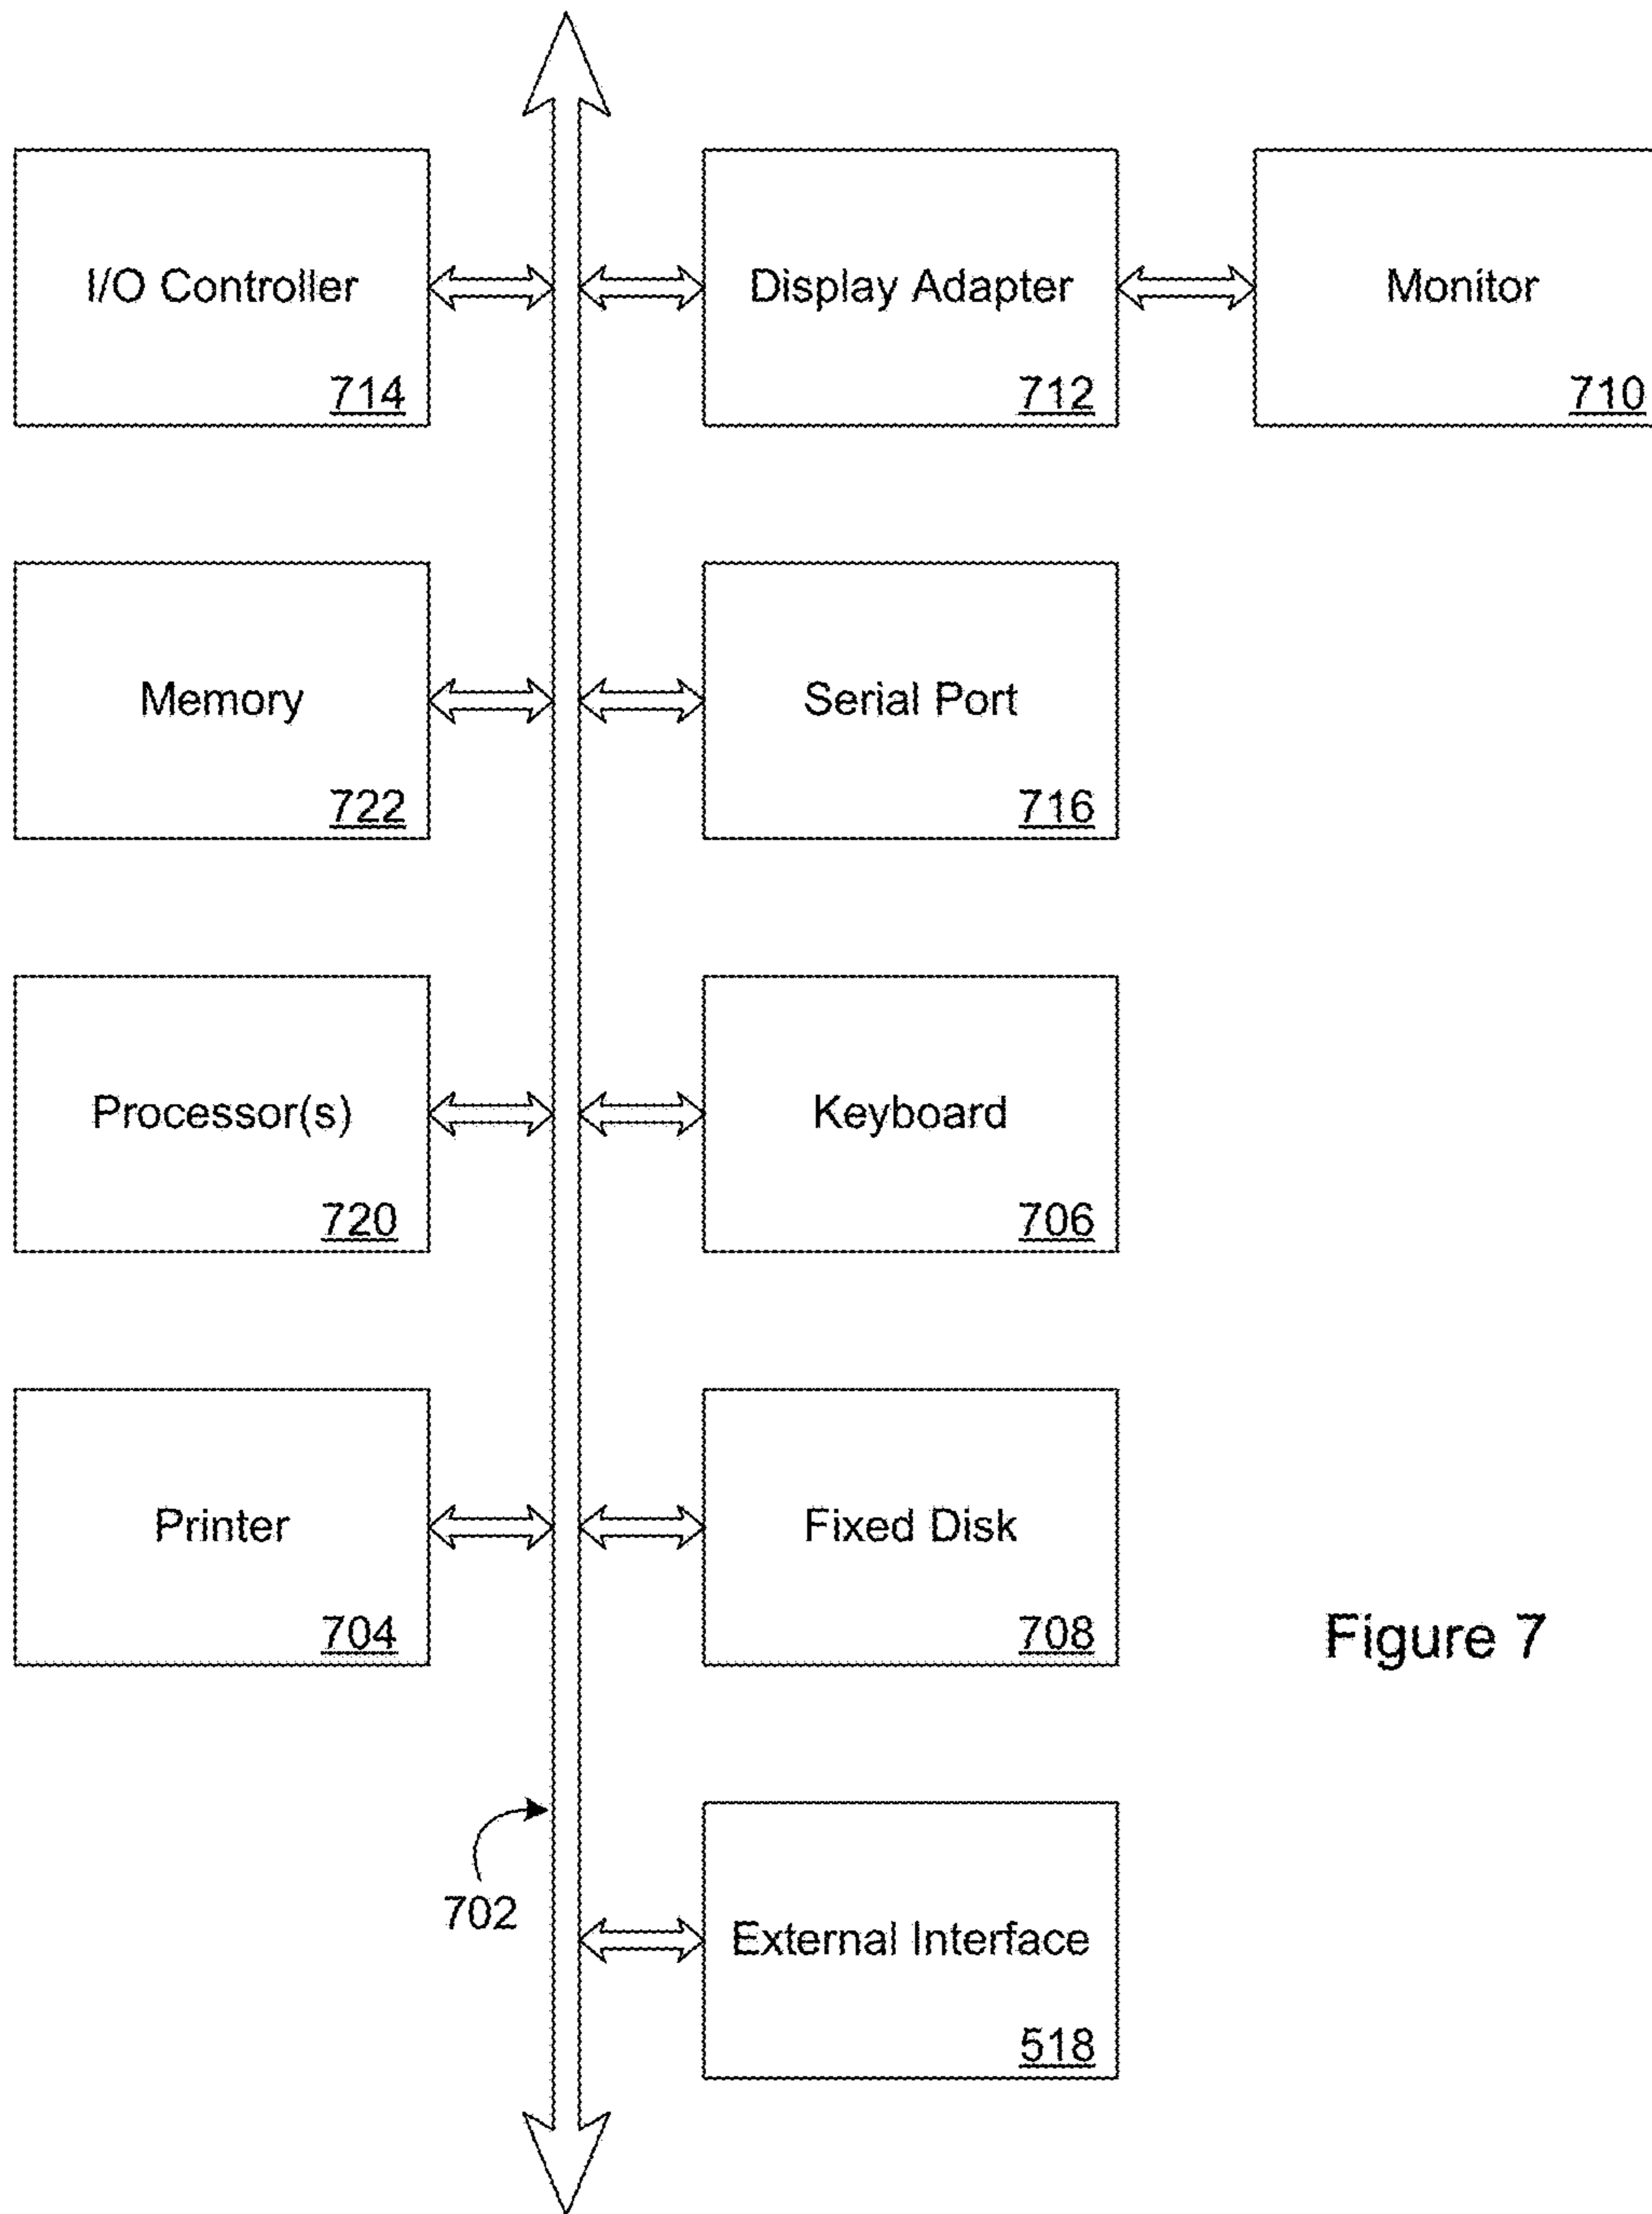 I/O Controller
714
Display Adapter
712
Monitor
710
Memory
722
Serial Port
716
Processor(s)
720
Keyboard
706
Printer
704
Fixed Disk
708
Figure 7
702
External Interface
518